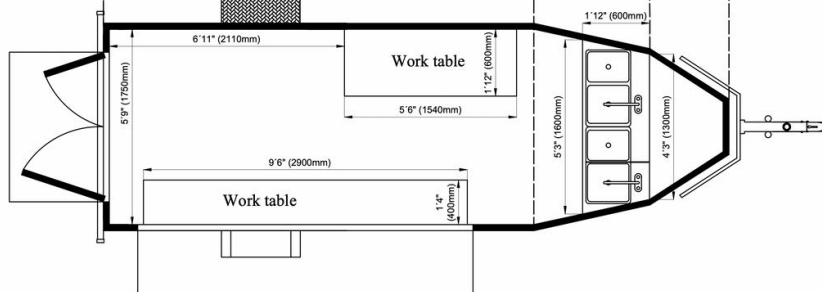 1´12" (600mm)
6´11" (2110mm)
Work table
1´12" (600mm)
5´9" (1750mm)
5´6" (1540mm)
5´3" (1600mm)
4´3" (1300mm)
9´6" (2900mm)
Work table
1´4"
(400mm)